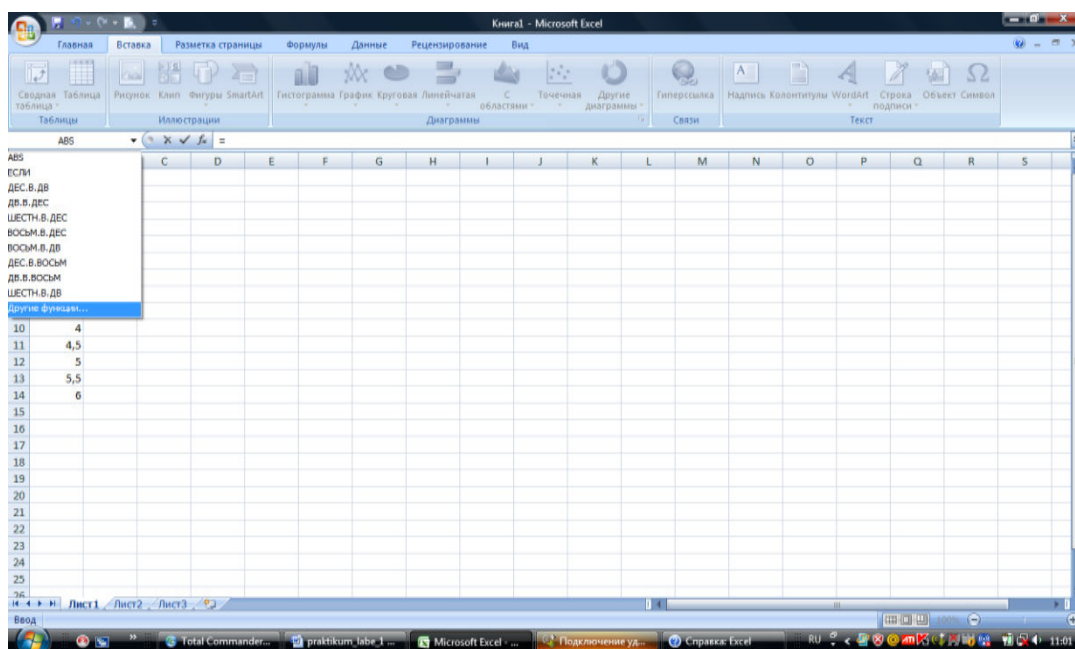 Книга1 - Microsoft Excel
Главная Вставка Разметка страницы Формулы Данные Рецензирование Вид
Сводная таблица Таблица Рисунок Клип Фигуры SmartArt Гистограмма График Круговая Линейчатая С областями Точечная Другие диаграммы Гиперссылка Надпись Колонтитулы WordArt Строка подписи Объект Символ
Таблицы Иллюстрации Диаграммы Связи Текст
ABS =
C D E F G H I J K L M N O P Q R S
ABS
ЕСЛИ
ДЕС.В.ДВ
ДВ.В.ДЕС
ШЕСТН.В.ДЕС
ВОСЬМ.В.ДЕС
ВОСЬМ.В.ДВ
ДЕС.В.ВОСЬМ
ДВ.В.ВОСЬМ
ШЕСТН.В.ДВ
Другие функции...
10 4
11 4,5
12 5
13 5,5
14 6
15
16
17
18
19
20
21
22
23
24
25
26
Лист1 Лист2 Лист3
Ввод 100%
Total Commander... praktikum_labe_1 ... Microsoft Excel - ... Подключение уд... Справка: Excel RU 11:01